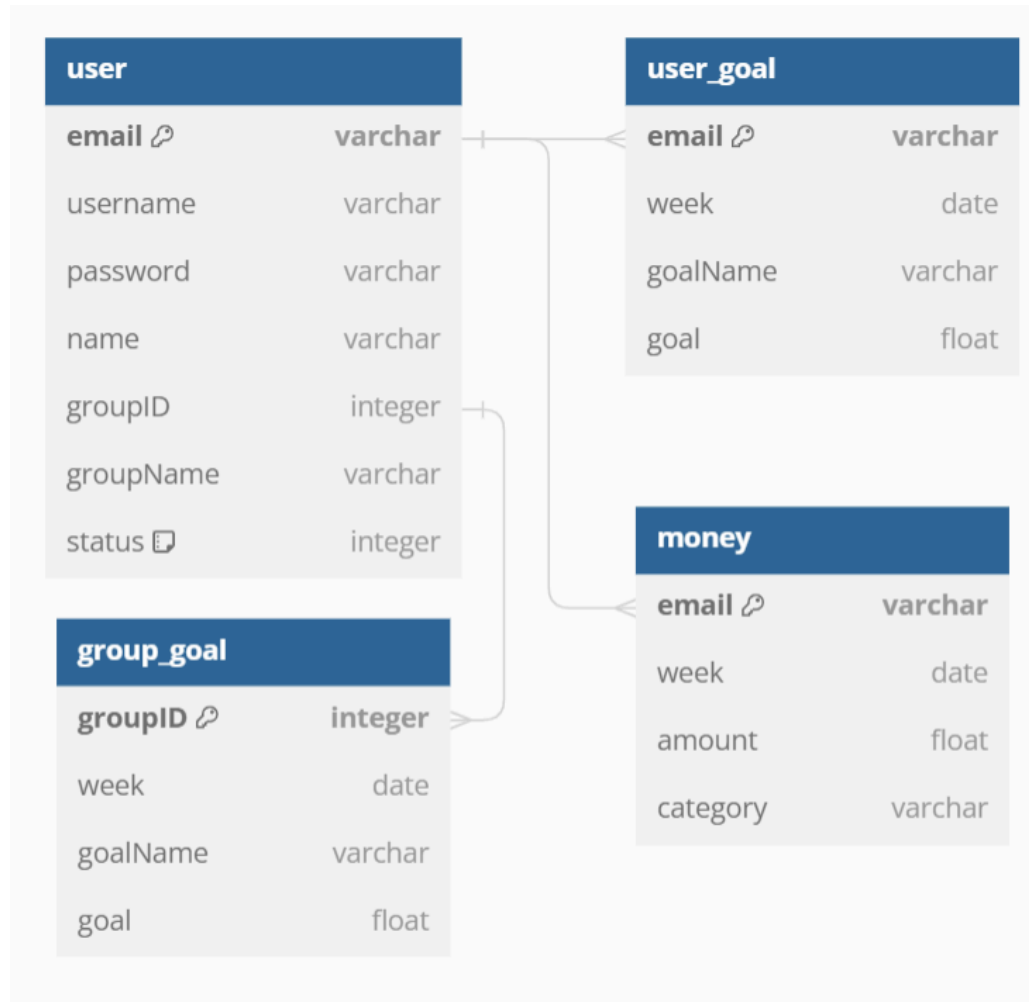 user
email varchar
username varchar
password varchar
name varchar
groupID integer
groupName varchar
status integer
user_goal
email varchar
week date
goalName varchar
goal float
group_goal
groupID integer
week date
goalName varchar
goal float
money
email varchar
week date
amount float
category varchar